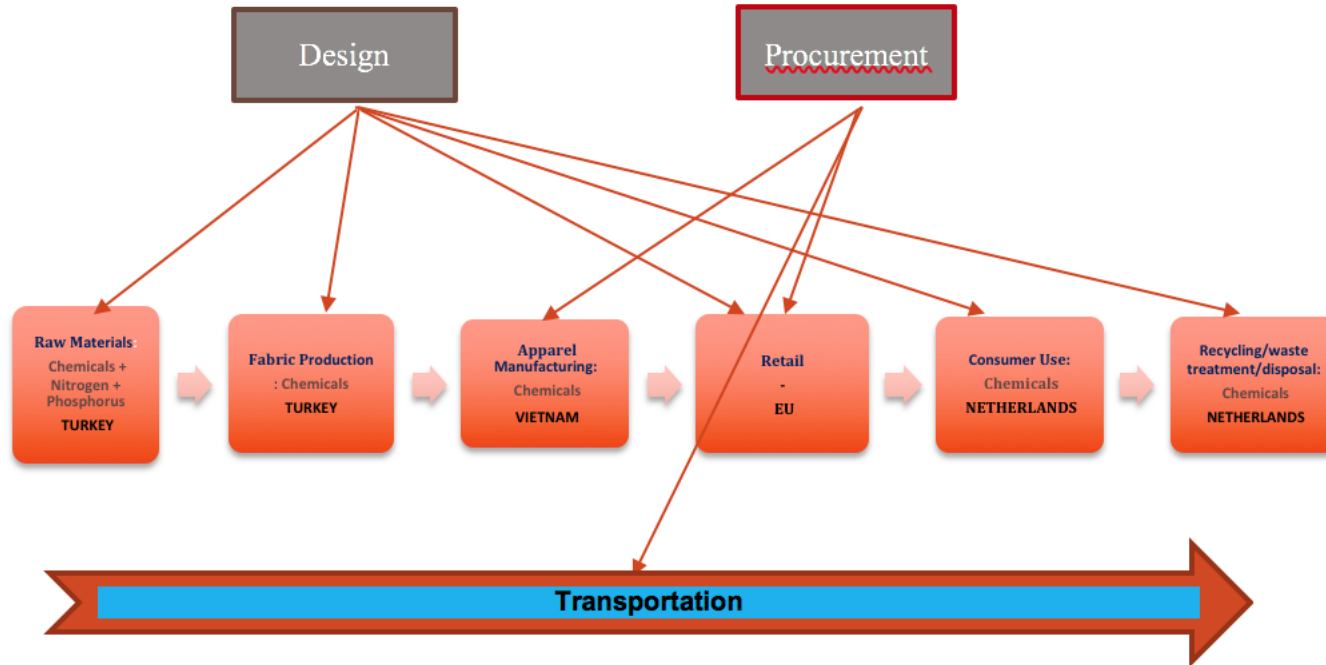 Design
Procurement
Raw Materials:
Chemicals +
Nitrogen +
Phosphorus
TURKEY
Fabric Production
: Chemicals
TURKEY
Apparel
Manufacturing:
Chemicals
VIETNAM
Retail
-
EU
Consumer Use:
Chemicals
NETHERLANDS
Recycling/waste
treatment/disposal:
Chemicals
NETHERLANDS
Transportation